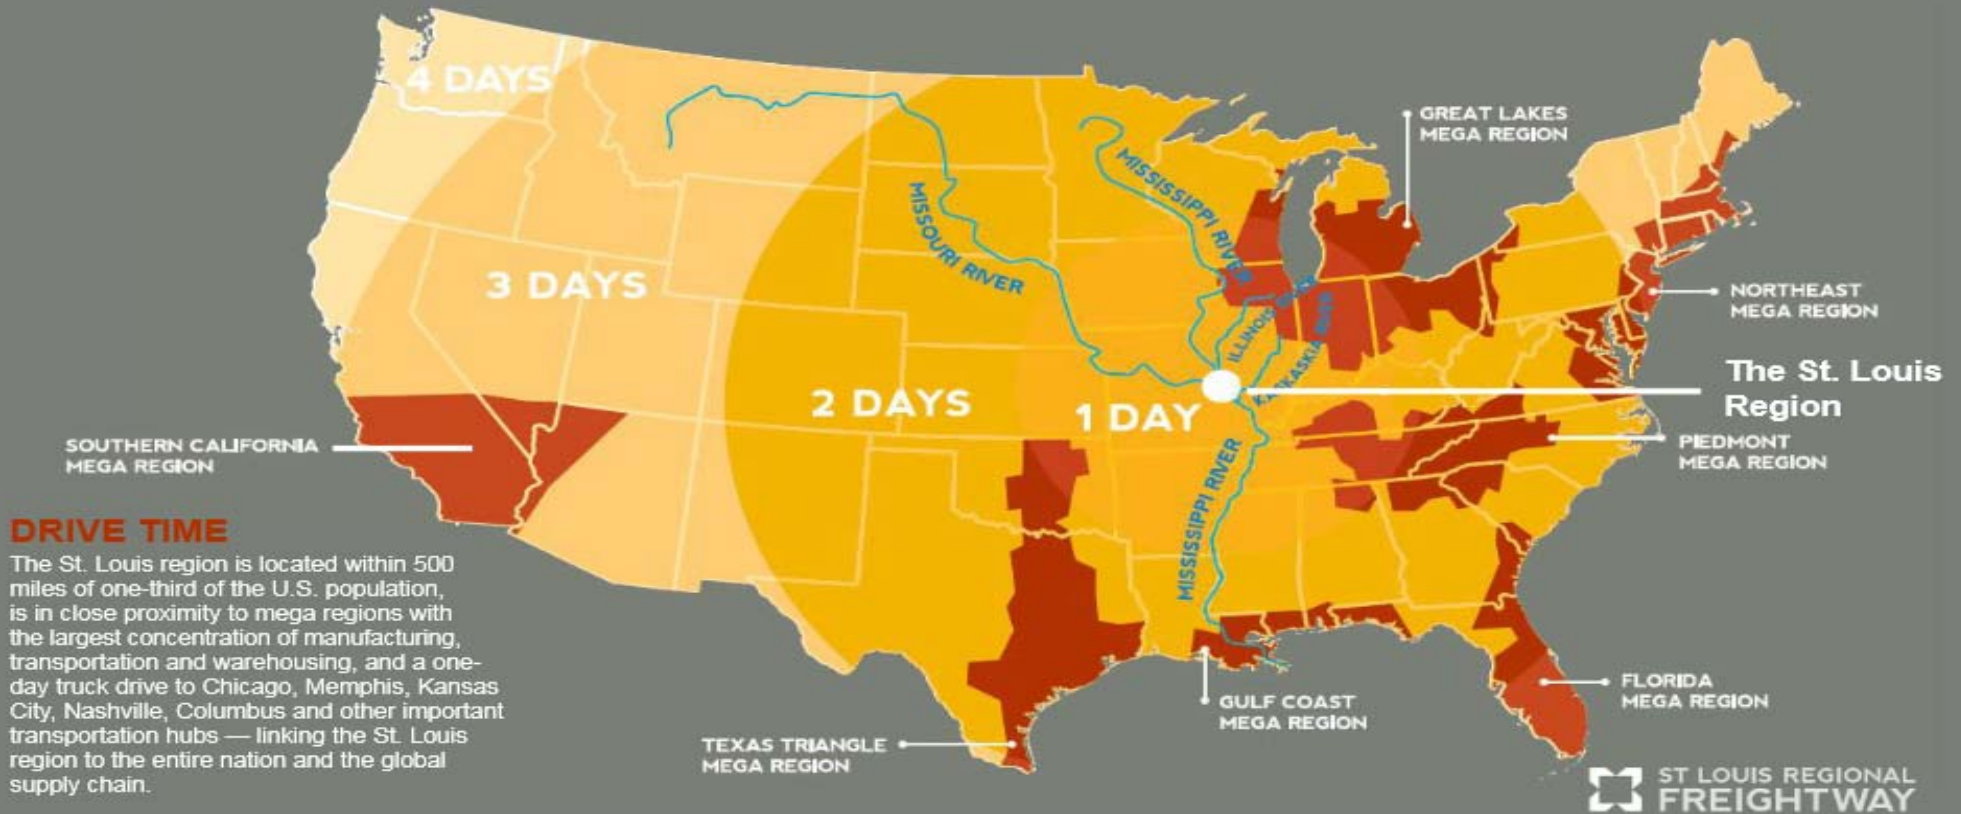 4 DAYS
3 DAYS
2 DAYS
1 DAY
MISSOURI RIVER
MISSISSIPPI RIVER
ILLINOIS RIVER
KASKASKIA RIVER
MISSISSIPPI RIVER
GREAT LAKES
MEGA REGION
NORTHEAST
MEGA REGION
The St. Louis
Region
PIEDMONT
MEGA REGION
FLORIDA
MEGA REGION
GULF COAST
MEGA REGION
TEXAS TRIANGLE
MEGA REGION
SOUTHERN CALIFORNIA
MEGA REGION
DRIVE TIME
The St. Louis region is located within 500
miles of one-third of the U.S. population,
is in close proximity to mega regions with
the largest concentration of manufacturing,
transportation and warehousing, and a one-
day truck drive to Chicago, Memphis, Kansas
City, Nashville, Columbus and other important
transportation hubs — linking the St. Louis
region to the entire nation and the global
supply chain.
ST LOUIS REGIONAL
FREIGHTWAY